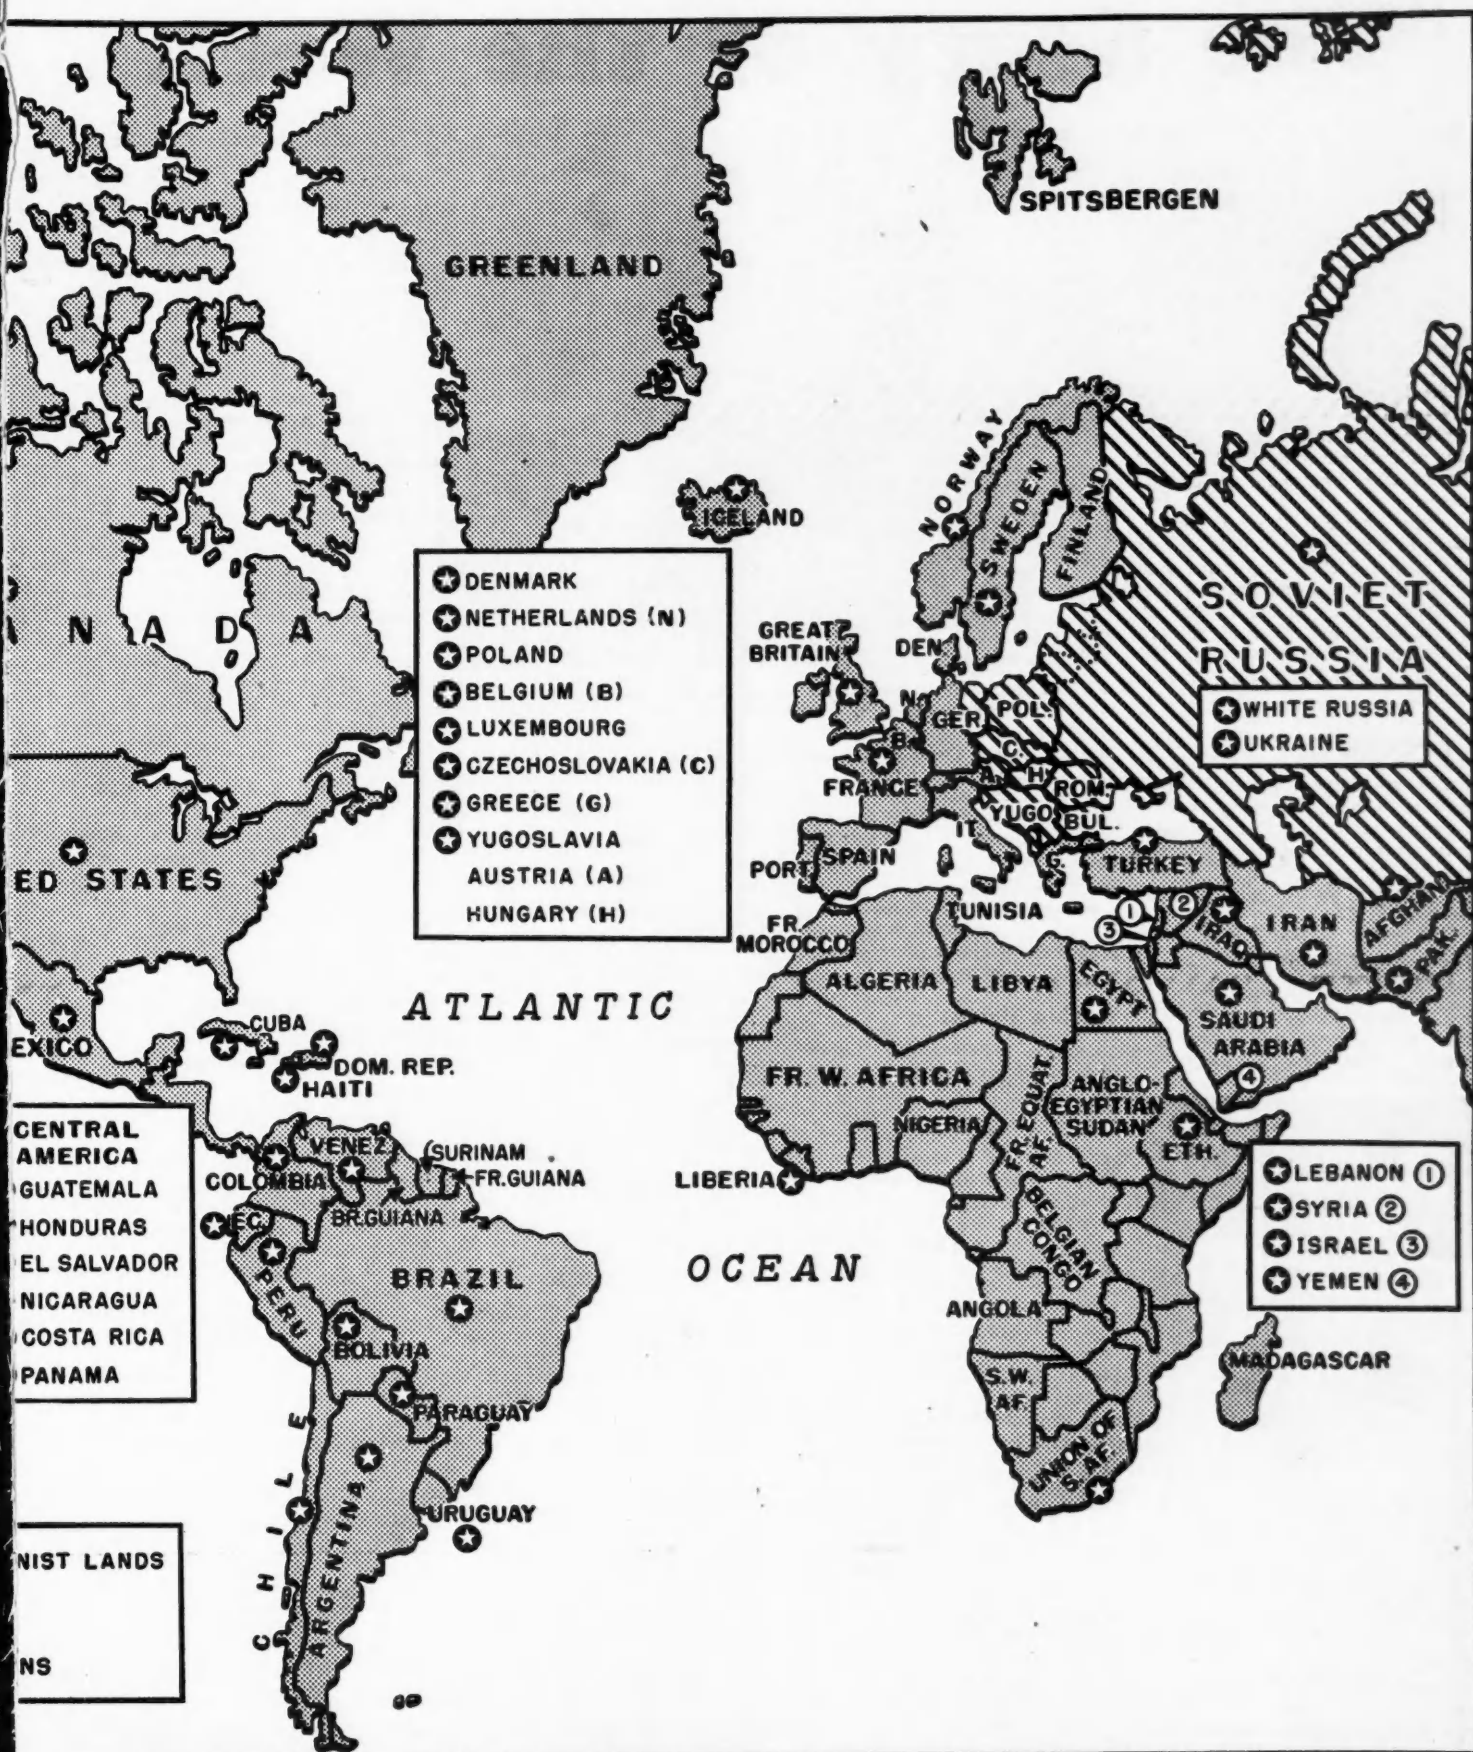 SPITSBERGEN
GREENLAND
ICELAND
NORWAY
SWEDEN
FINLAND
SOVIET
RUSSIA
WHITE RUSSIA
UKRAINE
NADA
DENMARK
NETHERLANDS (N)
POLAND
BELGIUM (B)
LUXEMBOURG
CZECHOSLOVAKIA (C)
GREECE (G)
YUGOSLAVIA
AUSTRIA (A)
HUNGARY (H)
GREAT
BRITAIN
DEN.
N.
B.
GER.
POL.
C.
A.
H.
ROM.
FRANCE
YUGO.
BUL.
IT.
G.
PORT.
SPAIN
TURKEY
ED STATES
TUNISIA
1
2
3
IRAQ
IRAN
AFGHAN.
PAK.
FR.
MOROCCO
ALGERIA
LIBYA
EGYPT
SAUDI
ARABIA
4
ATLANTIC
EXICO
CUBA
DOM. REP.
HAITI
FR. W. AFRICA
NIGERIA
FR. EQUAT.
AF.
ANGLO-
EGYPTIAN
SUDAN
ETH.
LIBERIA
CENTRAL
AMERICA
GUATEMALA
HONDURAS
EL SALVADOR
NICARAGUA
COSTA RICA
PANAMA
VENEZ.
SURINAM
COLOMBIA
FR. GUIANA
BR. GUIANA
EC.
PERU
BRAZIL
BOLIVIA
PARAGUAY
CHILE
ARGENTINA
URUGUAY
OCEAN
BELGIAN
CONGO
ANGOLA
S.W.
AF.
UNION OF
S. AF.
MADAGASCAR
LEBANON 1
SYRIA 2
ISRAEL 3
YEMEN 4
NIST LANDS
NS